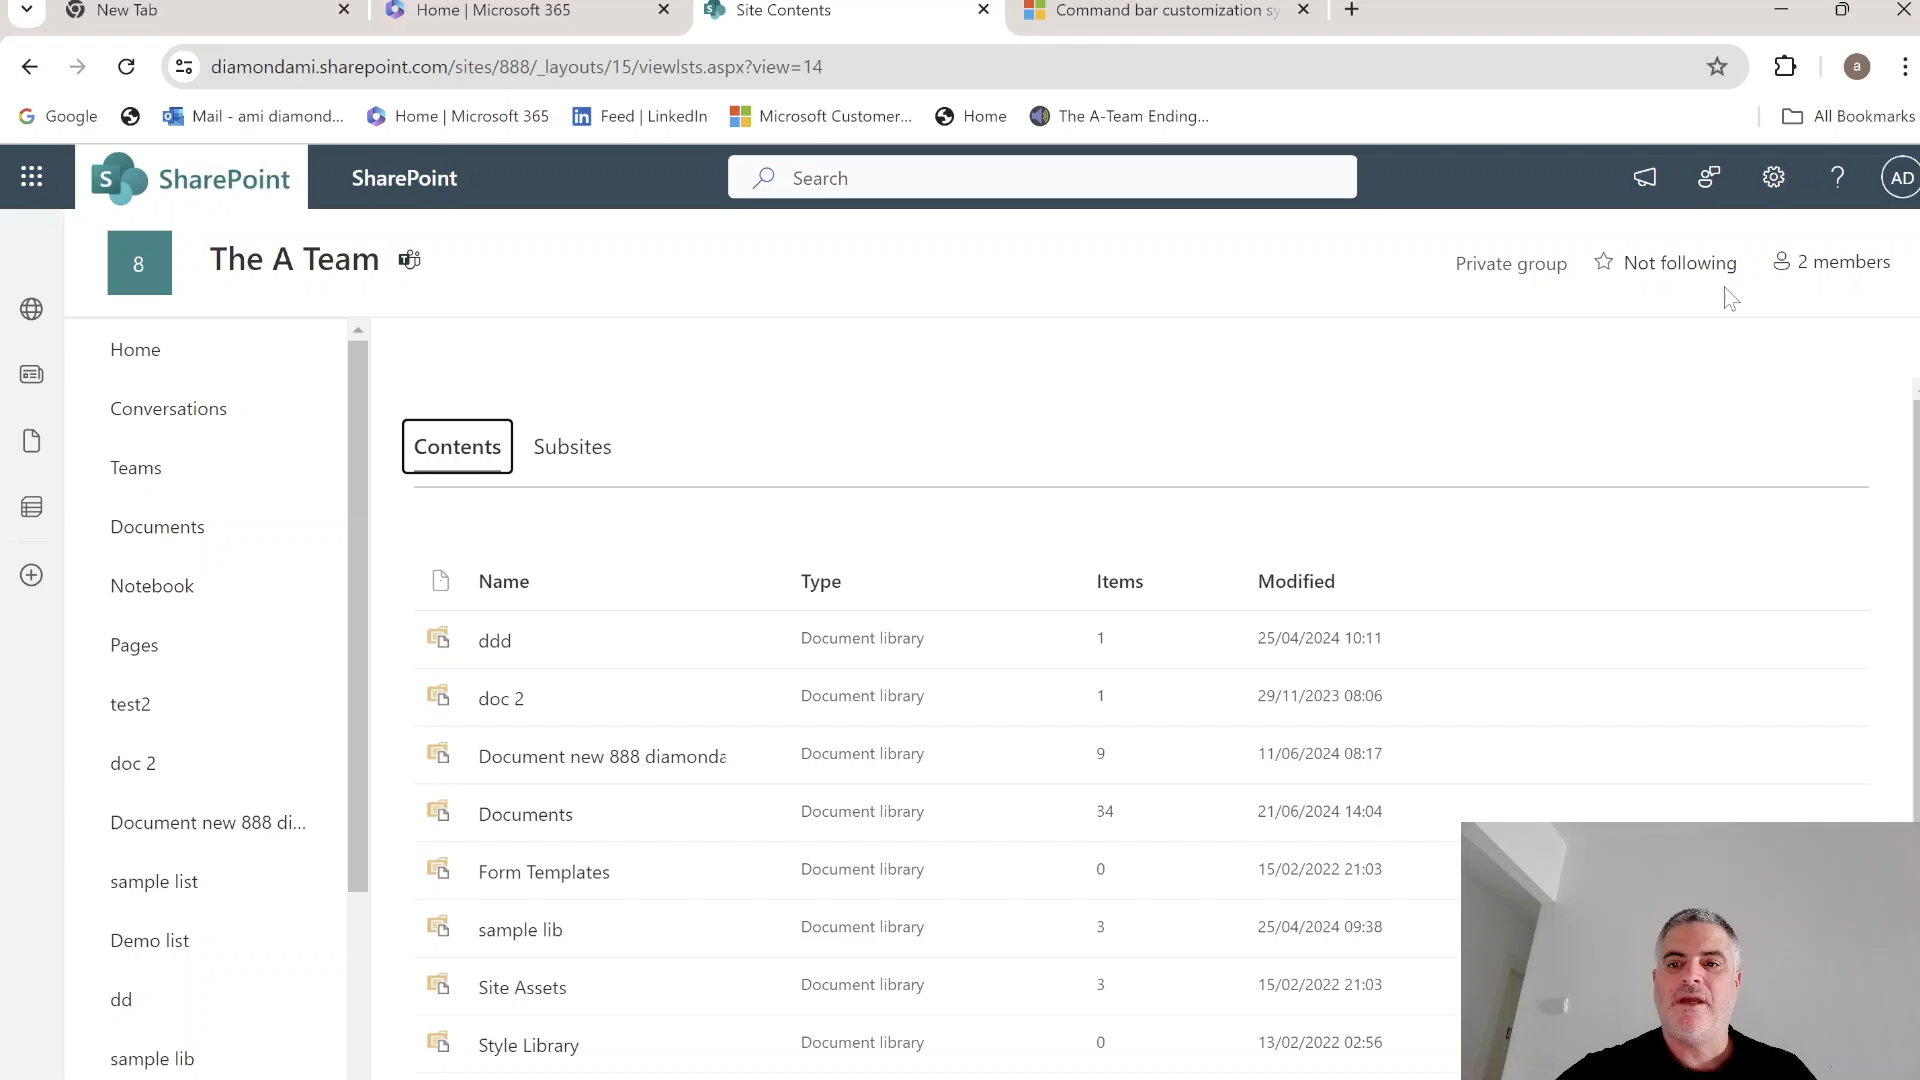 New Tab
Home | Microsoft 365
Site Contents
Command bar customization sy
diamondami.sharepoint.com/sites/888/_layouts/15/viewlsts.aspx?view=14
a
Google
Mail - ami diamond...
Home | Microsoft 365
Feed | LinkedIn
Microsoft Customer...
Home
The A-Team Ending...
All Bookmarks
S SharePoint
SharePoint
Search
AD
8
The A Team
Private group
Not following
2 members
Home
Conversations
Teams
Documents
Notebook
Pages
test2
doc 2
Document new 888 di...
sample list
Demo list
dd
sample lib
Contents Subsites
Name Type Items Modified
ddd Document library 1 25/04/2024 10:11
doc 2 Document library 1 29/11/2023 08:06
Document new 888 diamonda Document library 9 11/06/2024 08:17
Documents Document library 34 21/06/2024 14:04
Form Templates Document library 0 15/02/2022 21:03
sample lib Document library 3 25/04/2024 09:38
Site Assets Document library 3 15/02/2022 21:03
Style Library Document library 0 13/02/2022 02:56